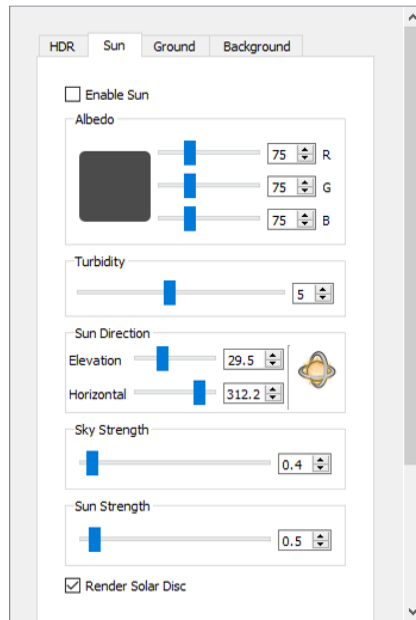 HDR Sun Ground Background
Enable Sun
Albedo
75 R
75 G
75 B
Turbidity
5
Sun Direction
Elevation 29.5
Horizontal 312.2
Sky Strength
0.4
Sun Strength
0.5
Render Solar Disc